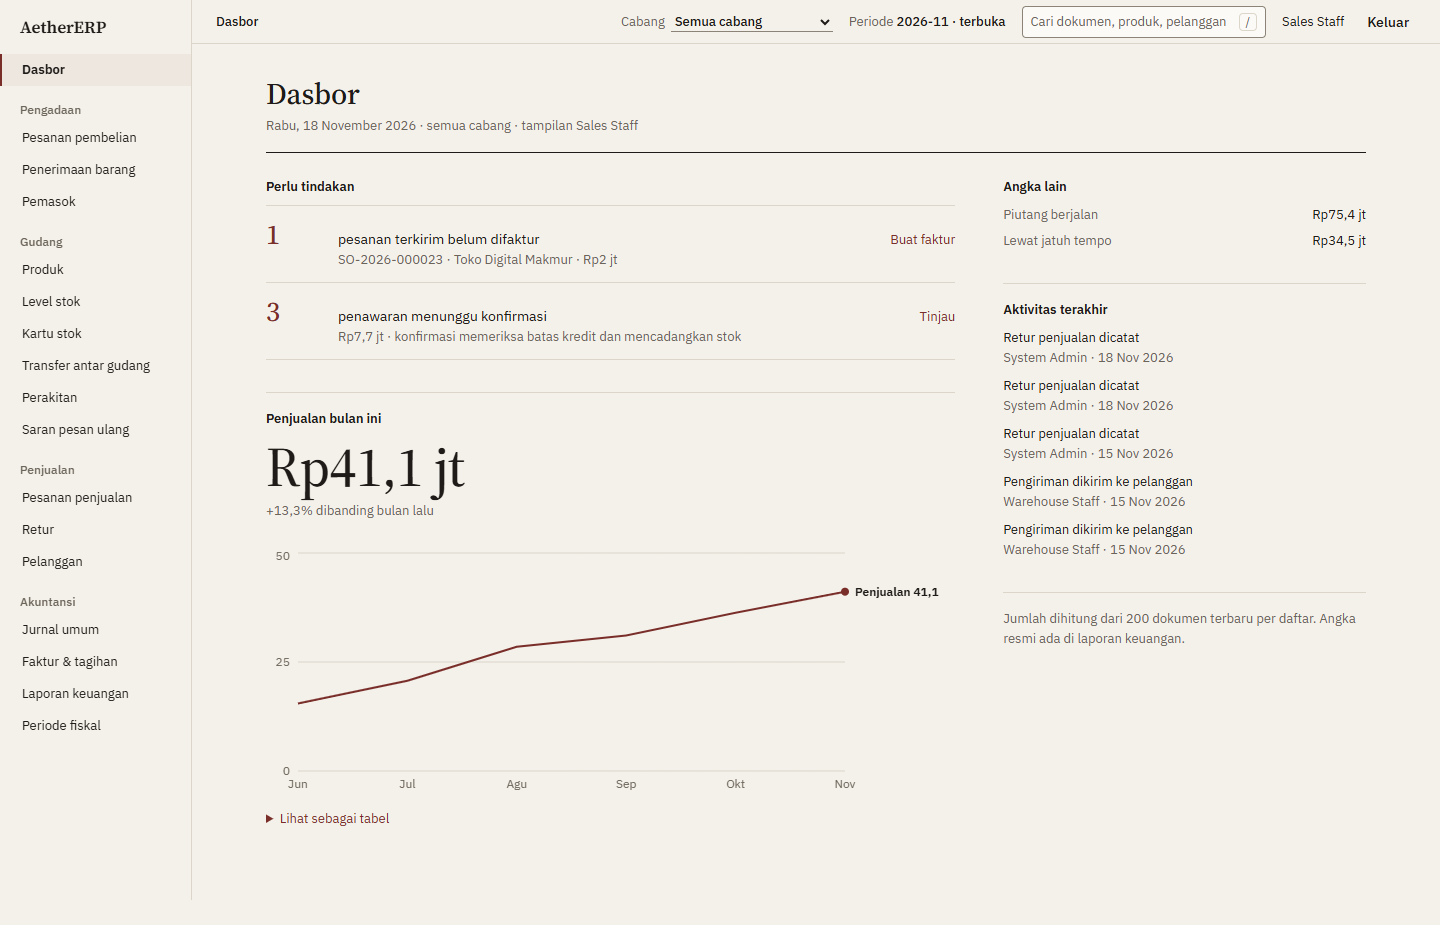 AetherERP
Dasbor
Pengadaan
Pesanan pembelian
Penerimaan barang
Pemasok
Gudang
Produk
Level stok
Kartu stok
Transfer antar gudang
Perakitan
Saran pesan ulang
Penjualan
Pesanan penjualan
Retur
Pelanggan
Akuntansi
Jurnal umum
Faktur & tagihan
Laporan keuangan
Periode fiskal
Dasbor
Cabang Semua cabang
Periode 2026-11 · terbuka
Cari dokumen, produk, pelanggan /
Sales Staff
Keluar
Dasbor
Rabu, 18 November 2026 · semua cabang · tampilan Sales Staff
Perlu tindakan
1 pesanan terkirim belum difaktur Buat faktur
SO-2026-000023 · Toko Digital Makmur · Rp2 jt
3 penawaran menunggu konfirmasi Tinjau
Rp7,7 jt · konfirmasi memeriksa batas kredit dan mencadangkan stok
Penjualan bulan ini
Rp41,1 jt
+13,3% dibanding bulan lalu
50
Penjualan 41,1
25
0
Jun Jul Agu Sep Okt Nov
Lihat sebagai tabel
Angka lain
Piutang berjalan Rp75,4 jt
Lewat jatuh tempo Rp34,5 jt
Aktivitas terakhir
Retur penjualan dicatat
System Admin · 18 Nov 2026
Retur penjualan dicatat
System Admin · 18 Nov 2026
Retur penjualan dicatat
System Admin · 15 Nov 2026
Pengiriman dikirim ke pelanggan
Warehouse Staff · 15 Nov 2026
Pengiriman dikirim ke pelanggan
Warehouse Staff · 15 Nov 2026
Jumlah dihitung dari 200 dokumen terbaru per daftar. Angka
resmi ada di laporan keuangan.